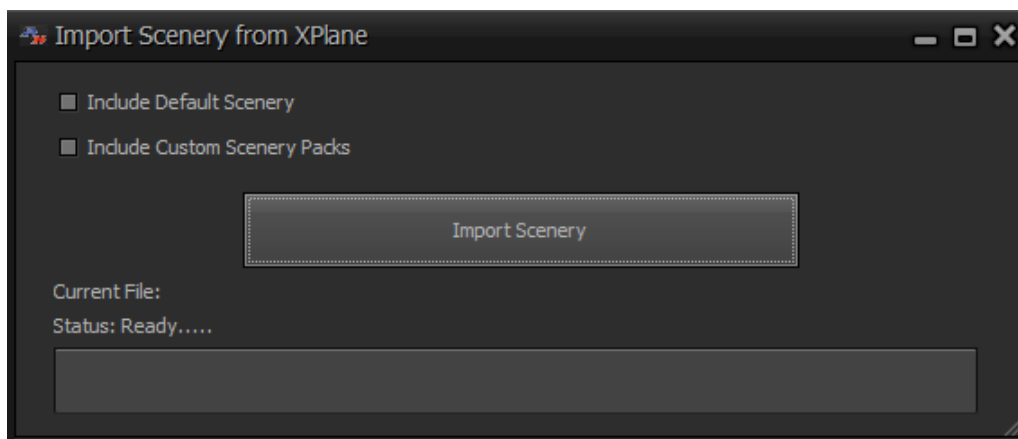 Import Scenery from XPlane
Include Default Scenery
Include Custom Scenery Packs
Import Scenery
Current File:
Status: Ready.....